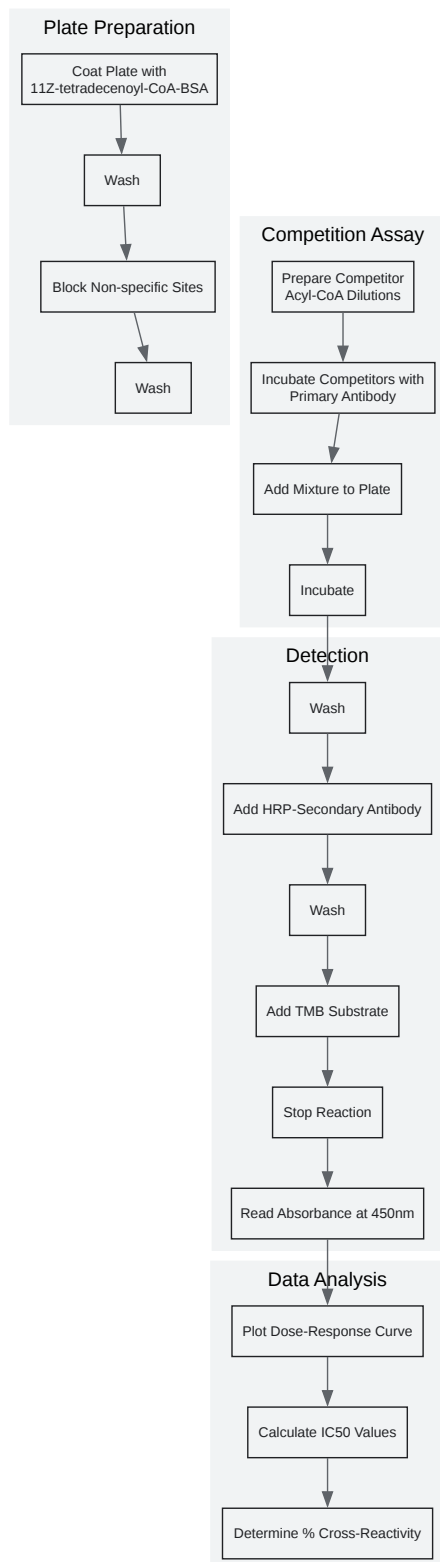 Plate Preparation
Coat Plate with
11Z-tetradecenoyl-CoA-BSA
Wash
Block Non-specific Sites
Wash
Competition Assay
Prepare Competitor
Acyl-CoA Dilutions
Incubate Competitors with
Primary Antibody
Add Mixture to Plate
Incubate
Detection
Wash
Add HRP-Secondary Antibody
Wash
Add TMB Substrate
Stop Reaction
Read Absorbance at 450nm
Data Analysis
Plot Dose-Response Curve
Calculate IC50 Values
Determine % Cross-Reactivity